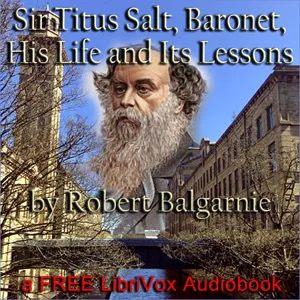 Sir Titus Salt, Baronet,
His Life and Its Lessons
by Robert Balgarnie
a FREE LibriVox Audiobook